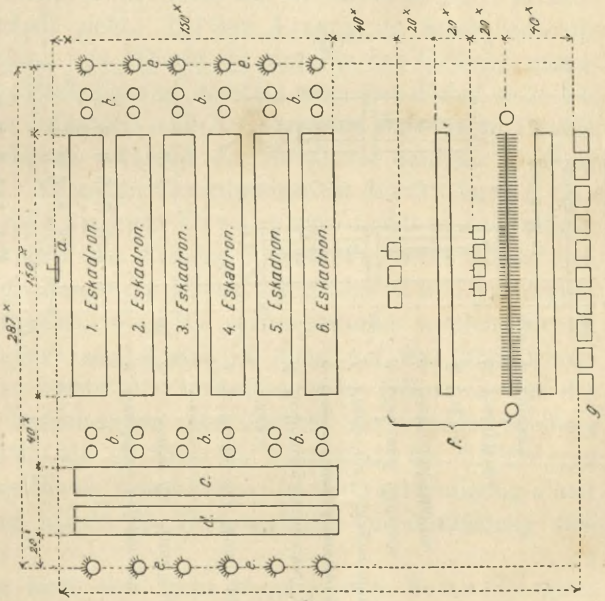 287×
150×
40×
20×
a.
150×
40×
20×
20×
20×
40×
1. Eskadron.
2. Eskadron.
3. Eskadron.
4. Eskadron.
5. Eskadron.
6. Eskadron.
b.
b.
b.
b.
b.
b.
c.
d.
e.
e.
e.
e.
f.
g